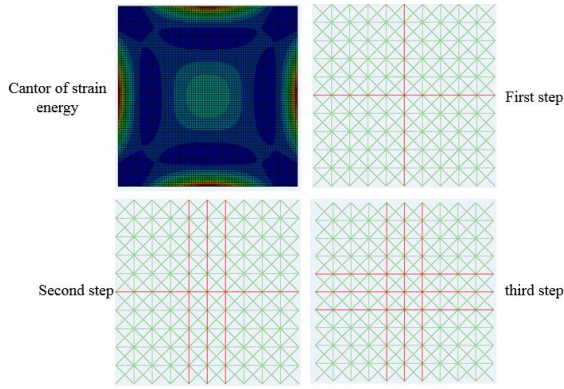 Cantor of strain
energy
First step
Second step
third step